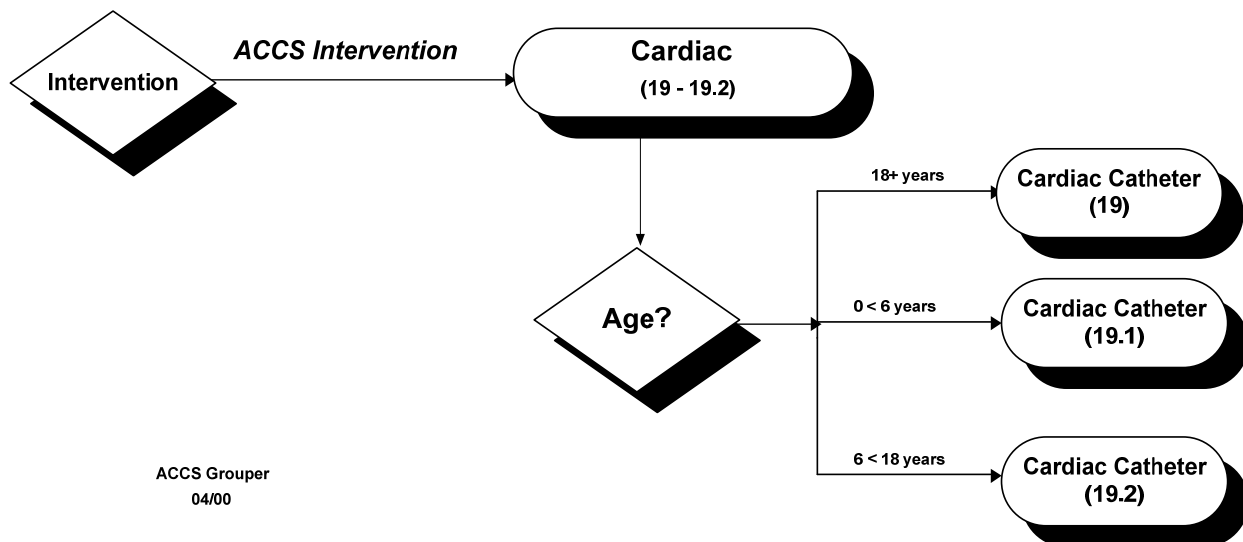 Intervention
ACCS Intervention
Cardiac
(19 - 19.2)
Age?
18+ years
Cardiac Catheter
(19)
0 < 6 years
Cardiac Catheter
(19.1)
6 < 18 years
Cardiac Catheter
(19.2)
ACCS Grouper
04/00